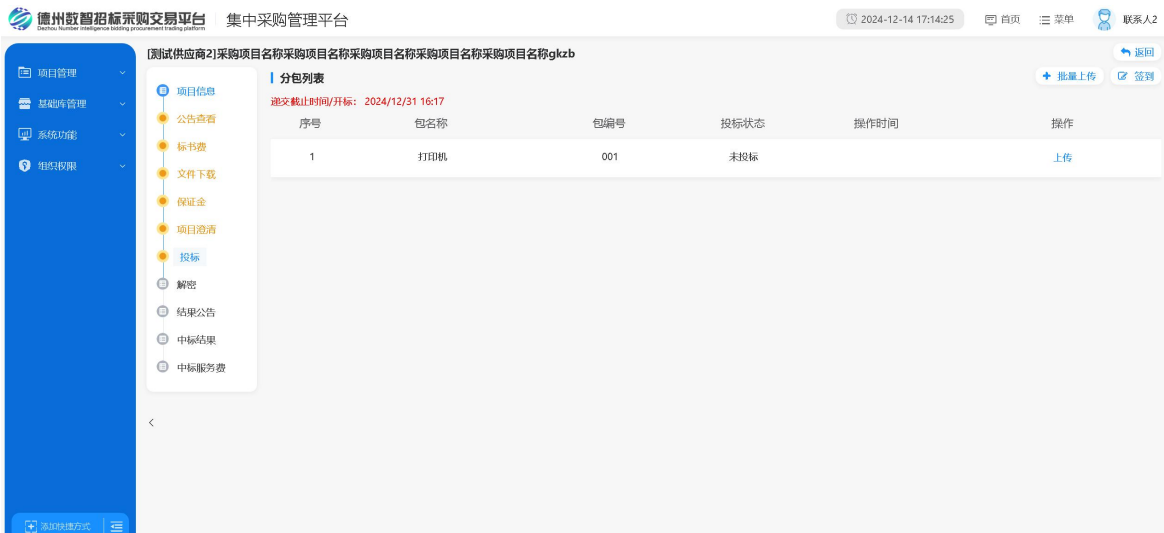 德州数智招标采购交易平台 集中采购管理平台 2024-12-14 17:14:25 首页 菜单 联系人2
Dezhou Number Intelligence bidding procurement trading platform
[测试供应商2]采购项目名称采购项目名称采购项目名称采购项目名称采购项目名称gkzb 返回
项目管理
基础库管理
系统功能
组织权限
项目信息
公告查看
标书费
文件下载
保证金
项目澄清
投标
解密
结果公告
中标结果
中标服务费
分包列表 批量上传 签到
递交截止时间/开标： 2024/12/31 16:17
序号 包名称 包编号 投标状态 操作时间 操作
1 打印机 001 未投标 上传
添加快捷方式